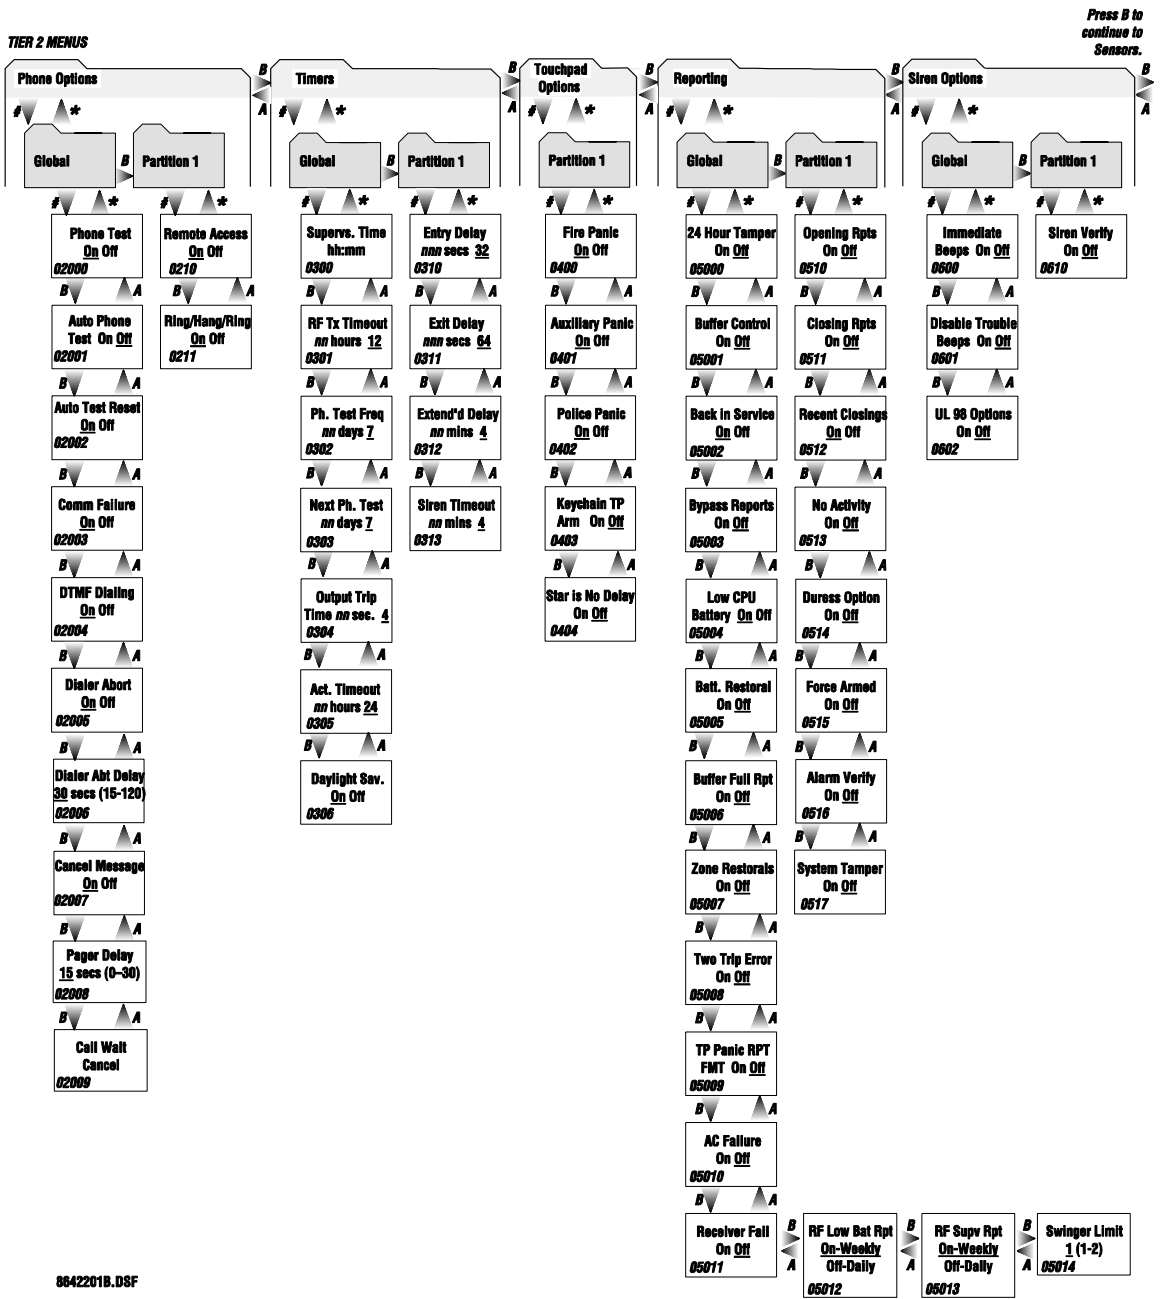 Press B to
continue to
Sensors.
TIER 2 MENUS
Phone Options
B
A
# *
Global
B
Partition 1
# *
Phone Test
On Off
02000
B A
Auto Phone
Test On Off
02001
B A
Auto Test Reset
On Off
02002
B A
Comm Failure
On Off
02003
B A
DTMF Dialing
On Off
02004
B A
Dialer Abort
On Off
02005
B A
Dialer Abt Delay
30 secs (15-120)
02006
B A
Cancel Message
On Off
02007
B A
Pager Delay
15 secs (0–30)
02008
B A
Call Wait
Cancel
02009
# *
Remote Access
On Off
0210
B A
Ring/Hang/Ring
On Off
0211
Timers
B
A
# *
Global
B
Partition 1
# *
Supervs. Time
hh:mm
0300
B A
RF Tx Timeout
nn hours 12
0301
B A
Ph. Test Freq
nn days 7
0302
B A
Next Ph. Test
nn days 7
0303
B A
Output Trip
Time nn sec. 4
0304
B A
Act. Timeout
nn hours 24
0305
B A
Daylight Sav.
On Off
0306
# *
Entry Delay
nnn secs 32
0310
B A
Exit Delay
nnn secs 64
0311
B A
Extend'd Delay
nn mins 4
0312
B A
Siren Timeout
nn mins 4
0313
Touchpad
Options
B
A
# *
Partition 1
# *
Fire Panic
On Off
0400
B A
Auxiliary Panic
On Off
0401
B A
Police Panic
On Off
0402
B A
Keychain TP
Arm On Off
0403
B A
Star is No Delay
On Off
0404
Reporting
B
A
# *
Global
B
Partition 1
# *
24 Hour Tamper
On Off
05000
B A
Buffer Control
On Off
05001
B A
Back in Service
On Off
05002
B A
Bypass Reports
On Off
05003
B A
Low CPU
Battery On Off
05004
B A
Batt. Restoral
On Off
05005
B A
Buffer Full Rpt
On Off
05006
B A
Zone Restorals
On Off
05007
B A
Two Trip Error
On Off
05008
B A
TP Panic RPT
FMT On Off
05009
B A
AC Failure
On Off
05010
B A
Receiver Fail
On Off
05011
B
A
RF Low Bat Rpt
On-Weekly
Off-Daily
05012
B
A
RF Supv Rpt
On-Weekly
Off-Daily
05013
B
A
Swinger Limit
1 (1-2)
05014
# *
Opening Rpts
On Off
0510
B A
Closing Rpts
On Off
0511
B A
Recent Closings
On Off
0512
B A
No Activity
On Off
0513
B A
Duress Option
On Off
0514
B A
Force Armed
On Off
0515
B A
Alarm Verify
On Off
0516
B A
System Tamper
On Off
0517
Siren Options
B
A
# *
Global
B
Partition 1
# *
Immediate
Beeps On Off
0600
B A
Disable Trouble
Beeps On Off
0601
B A
UL 98 Options
On Off
0602
# *
Siren Verify
On Off
0610
8642201B.DSF